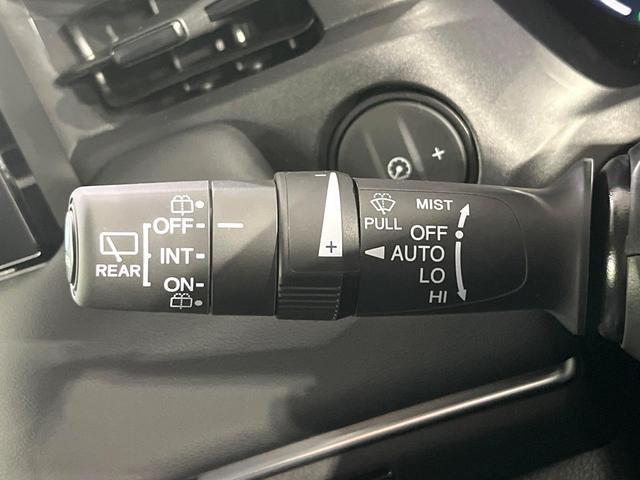 REAR
OFF
INT
ON
- +
PULL
MIST
OFF
AUTO
LO
HI
+